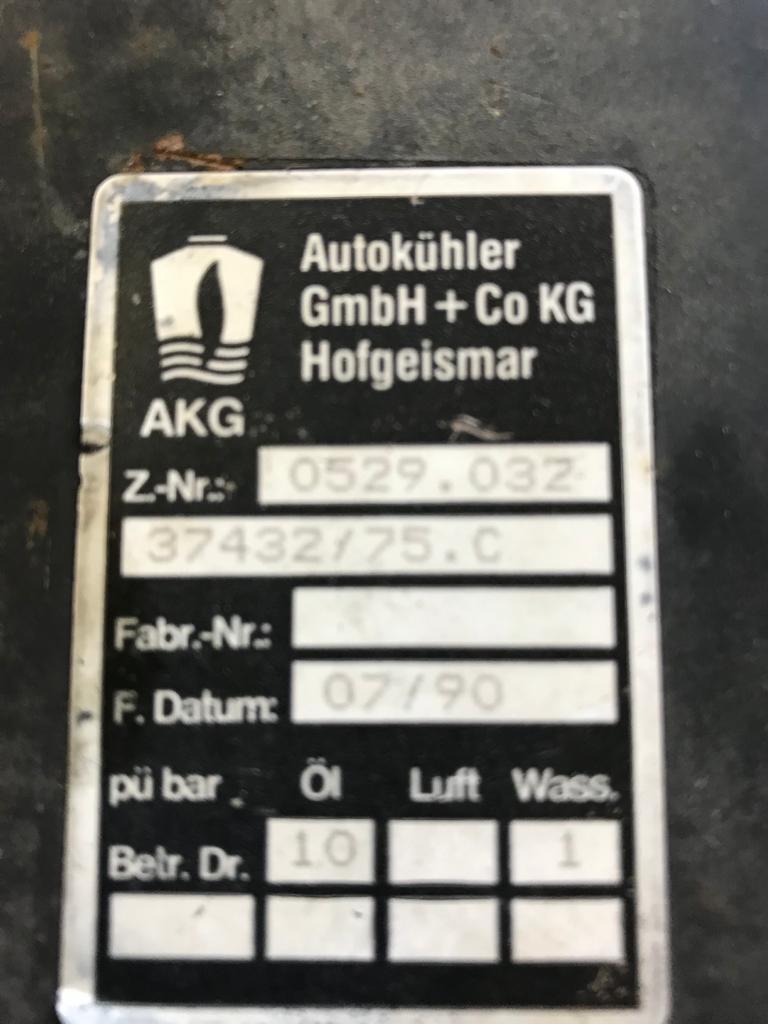 Autokühler
GmbH + Co KG
Hofgeismar
AKG
Z.-Nr.: 0529.032
37432/75.C
Fabr.-Nr.:
F. Datum: 07/90
pü bar Öl Luft Wass.
Betr. Dr. 10 1